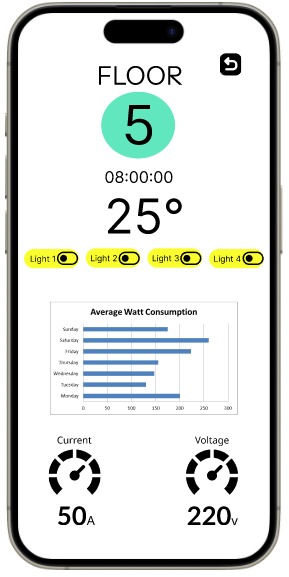 FLOOR
5
08:00:00
25°
Light 1 Light 2 Light 3 Light 4
Average Watt Consumption
Sunday
Saturday
Friday
Thursday
Wednesday
Tuesday
Monday
0 50 100 150 200 250 300
Current Voltage
50A 220V